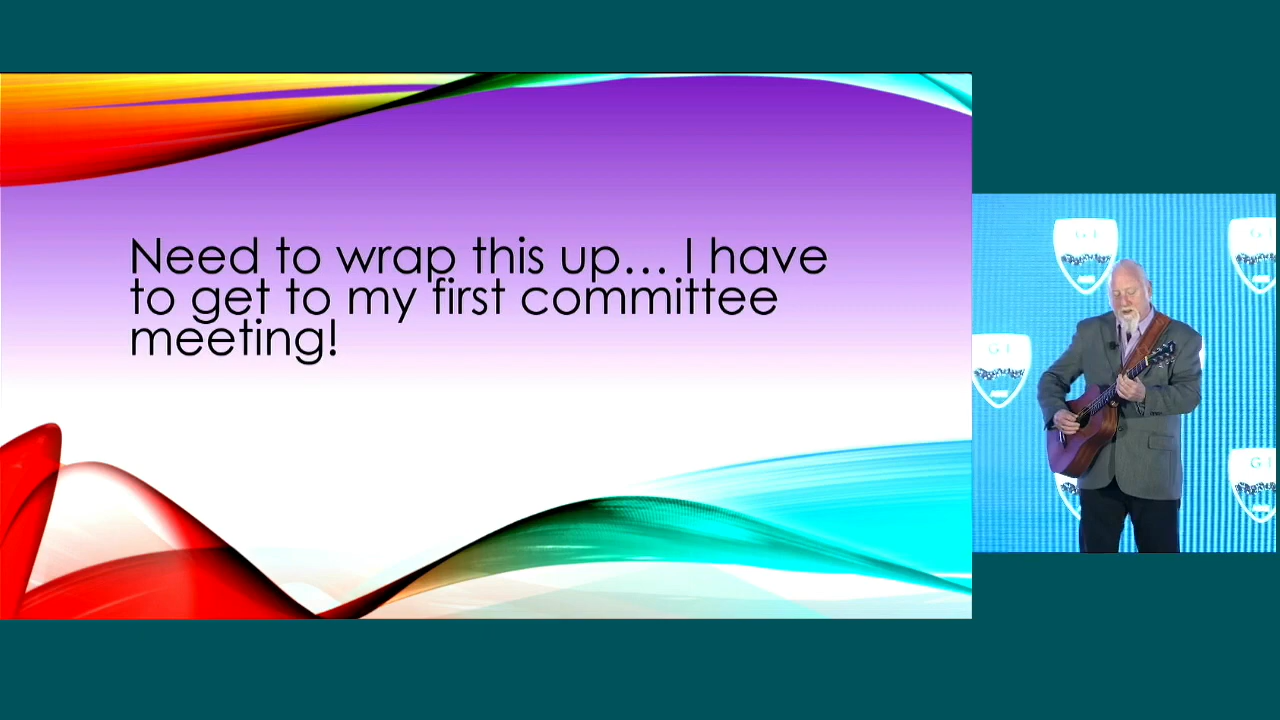 Need to wrap this up... I have
to get to my first committee
meeting!
G I
G I
G I
G